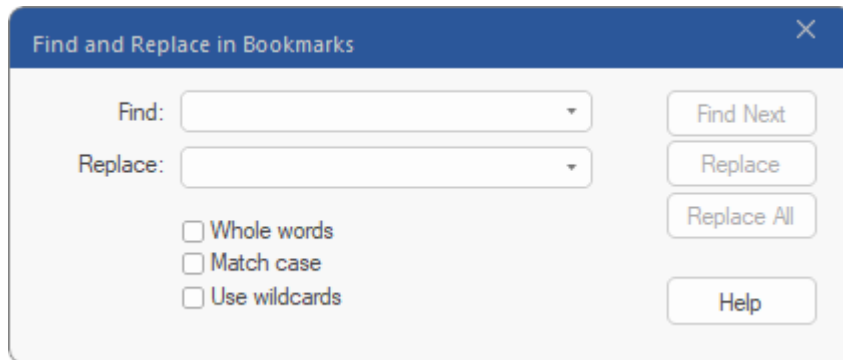 Find and Replace in Bookmarks
Find:
Find Next
Replace:
Replace
Replace All
Whole words
Match case
Use wildcards
Help